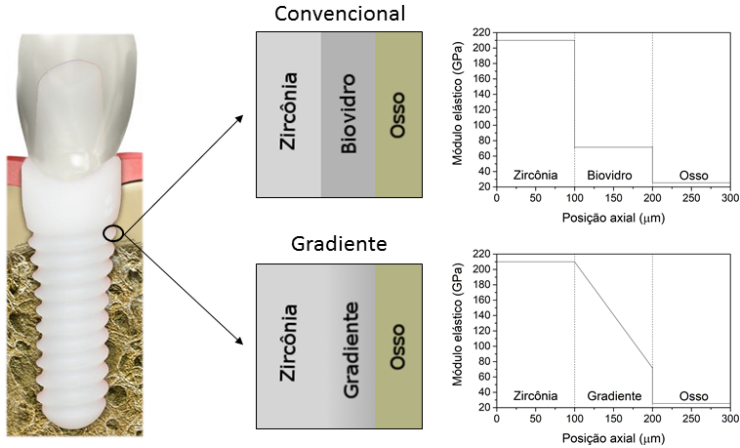 Convencional
Zircônia
Biovidro
Osso
Módulo elástico (GPa)
220
200
180
160
140
120
100
80
60
40
20
Zircônia Biovidro Osso
0 50 100 150 200 250 300
Posição axial (μm)
Gradiente
Zircônia
Gradiente
Osso
Módulo elástico (GPa)
220
200
180
160
140
120
100
80
60
40
20
Zircônia Gradiente Osso
0 50 100 150 200 250 300
Posição axial (μm)